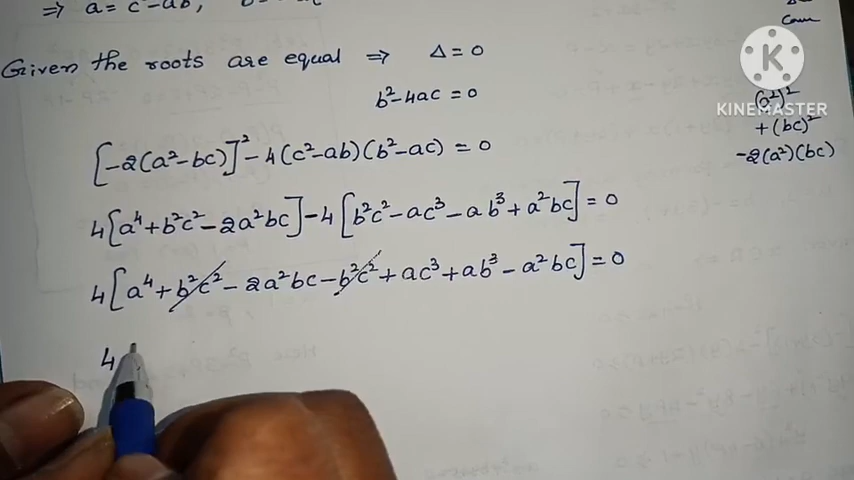 ⇒ a = c²-ab,
Given the roots are equal ⇒ Δ = 0
b²-4ac = 0
[-2(a²-bc)]² - 4(c²-ab)(b²-ac) = 0
4[a⁴+b²c²-2a²bc]-4[b²c²-ac³-ab³+a²bc] = 0
4[a⁴+b²c²-2a²bc-b²c²+ac³+ab³-a²bc] = 0
4
KINEMASTER
(a²)²
+(bc)²
-2(a²)(bc)